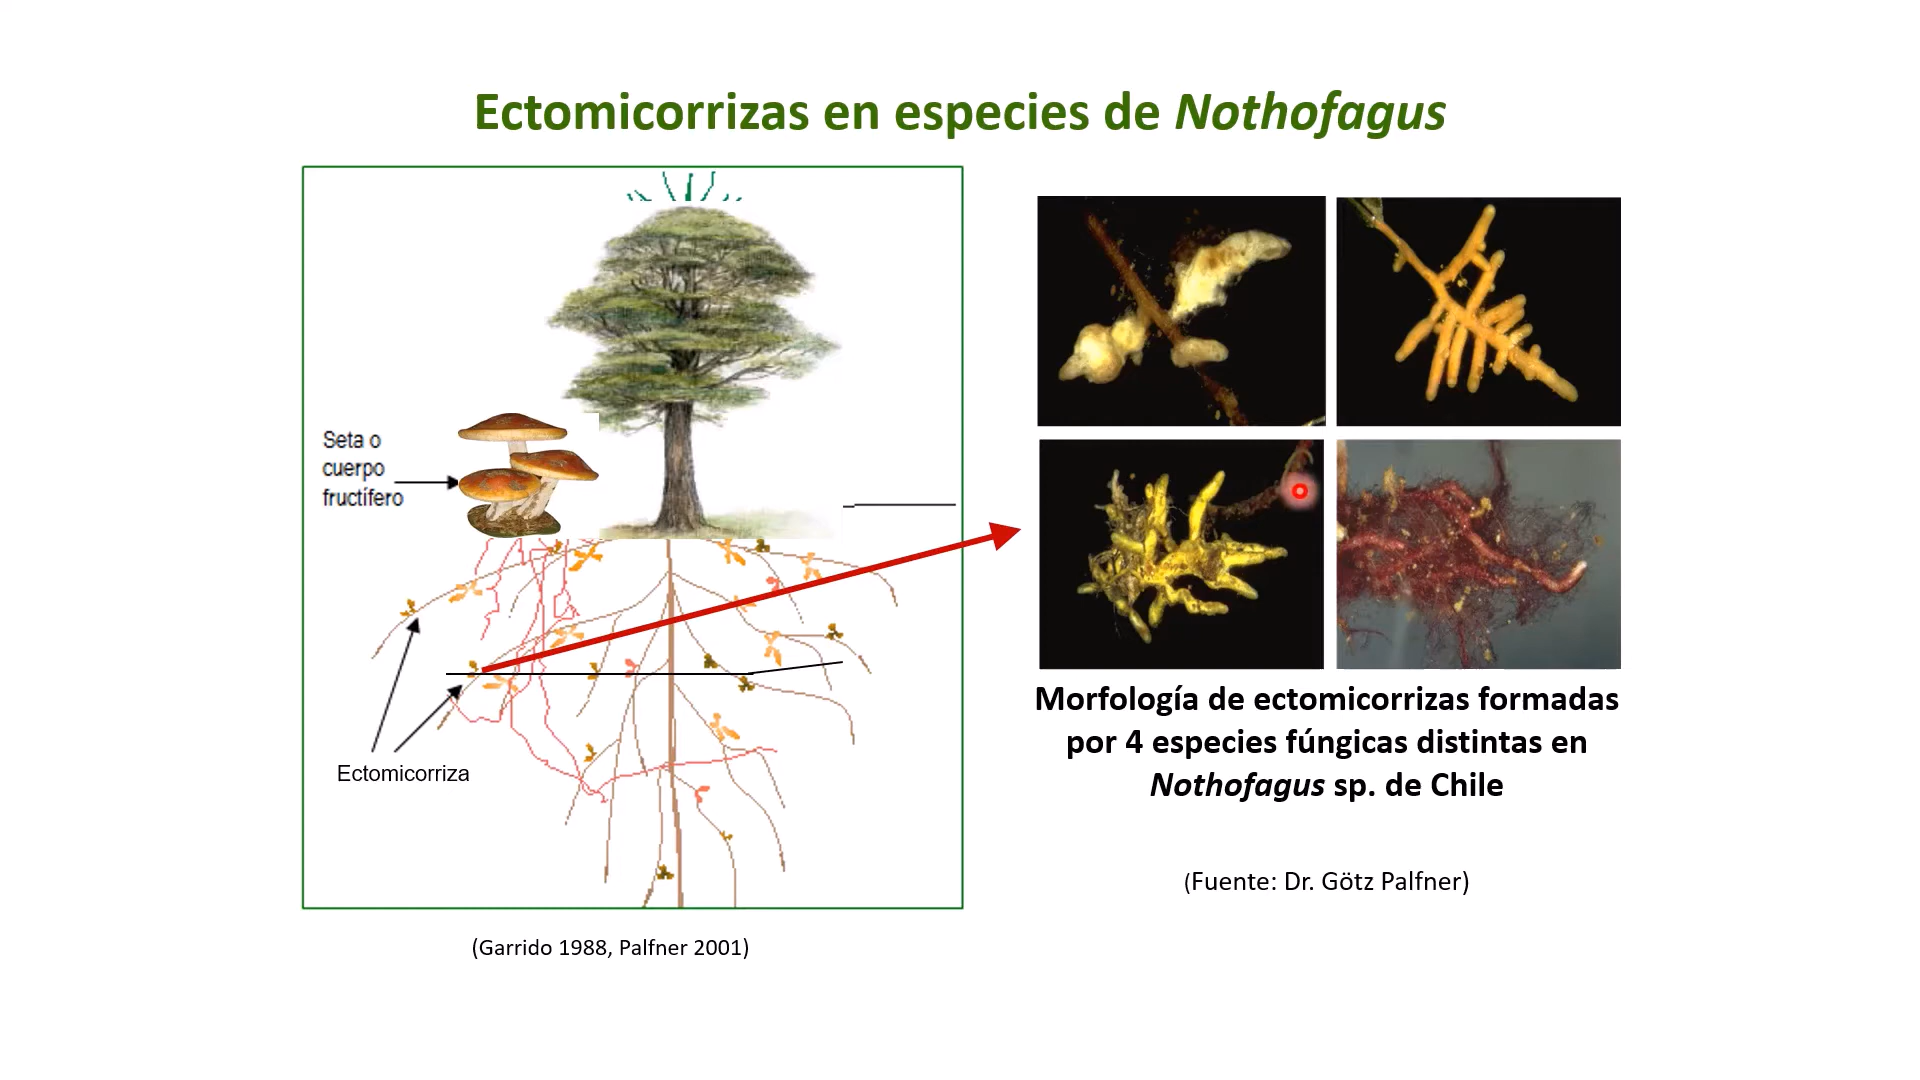 Ectomicorrizas en especies de Nothofagus
Seta o
cuerpo
fructífero
Ectomicorriza
(Garrido 1988, Palfner 2001)
Morfología de ectomicorrizas formadas
por 4 especies fúngicas distintas en
Nothofagus sp. de Chile
(Fuente: Dr. Götz Palfner)